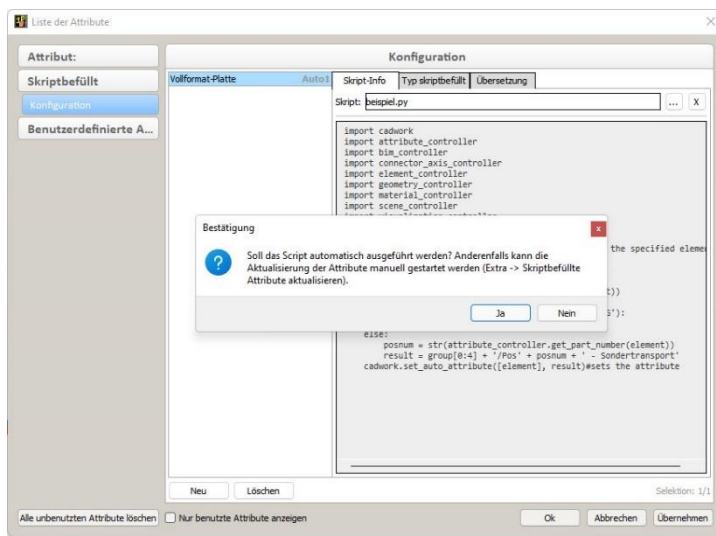 Liste der Attribute
Attribut:
Skriptbefüllt
Konfiguration
Benutzerdefinierte A...
Konfiguration
Vollformat-Platte Auto1
Skript-Info Typ skriptbefüllt Übersetzung
Skript: beispiel.py ... X
import cadwork
import attribute_controller
import bim_controller
import connector_axis_controller
import element_controller
import geometry_controller
import material_controller
import scene_controller
Bestätigung
the specified elemen
Soll das Script automatisch ausgeführt werden? Anderenfalls kann die
Aktualisierung der Attribute manuell gestartet werden (Extra -> Skriptbefüllte
Attribute aktualisieren).
t))
Ja Nein
s'):
else:
posnum = str(attribute_controller.get_part_number(element))
result = group[0:4] + '/Pos' + posnum + ' - Sondertransport'
cadwork.set_auto_attribute([element], result)#sets the attribute
Neu Löschen
Selektion: 1/1
Alle unbenutzten Attribute löschen Nur benutzte Attribute anzeigen Ok Abbrechen Übernehmen